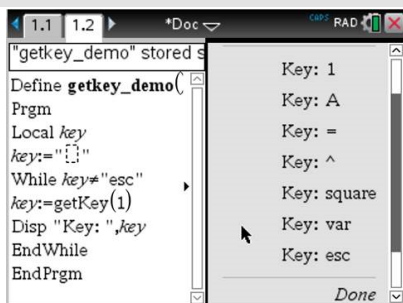 1.1 1.2 *Doc CAPS RAD
"getkey_demo" stored s
Define getkey_demo(
Prgm
Local key
key:="⬚"
While key≠"esc"
key:=getKey(1)
Disp "Key: ",key
EndWhile
EndPrgm
Key: 1
Key: A
Key: =
Key: ^
Key: square
Key: var
Key: esc
Done